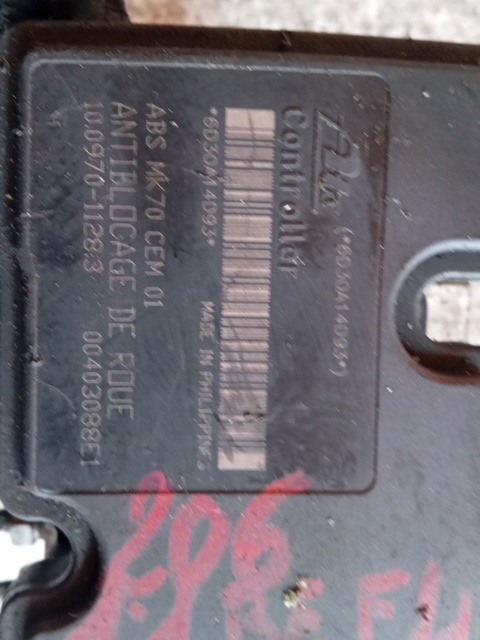 Ate (*6D30A14D93*)
Controller
*6D30A14D93*
MADE IN PHILIPPINES
ABS MK70 CEM 01
ANTIBLOCAGE DE ROUE
10.0970-1128.3 00403088E1
206